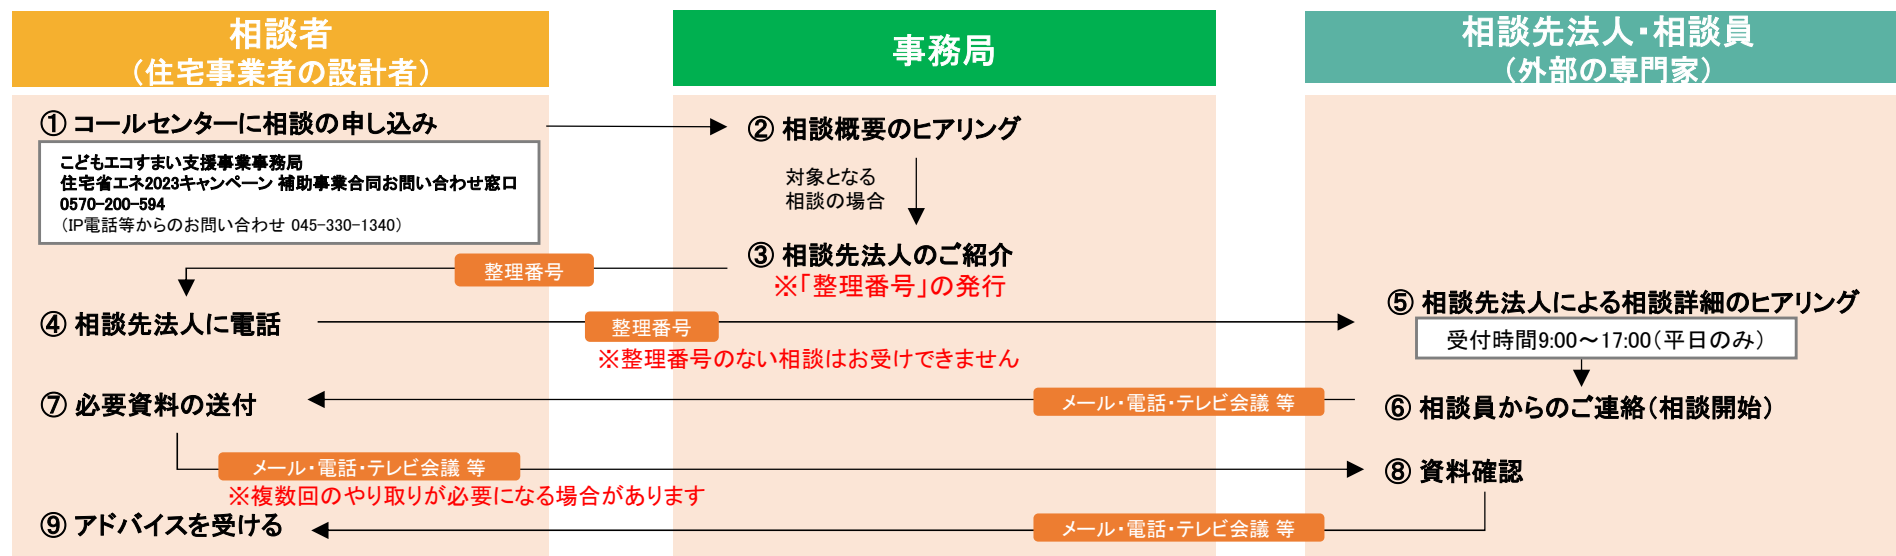 相談者
（住宅事業者の設計者）
事務局
相談先法人・相談員
（外部の専門家）
① コールセンターに相談の申し込み
こどもエコすまい支援事業事務局
住宅省エネ2023キャンペーン 補助事業合同お問い合わせ窓口
0570-200-594
（IP電話等からのお問い合わせ 045-330-1340）
② 相談概要のヒアリング
対象となる
相談の場合
③ 相談先法人のご紹介
※「整理番号」の発行
整理番号
④ 相談先法人に電話
整理番号
※整理番号のない相談はお受けできません
⑤ 相談先法人による相談詳細のヒアリング
受付時間9:00～17:00（平日のみ）
⑥ 相談員からのご連絡（相談開始）
メール・電話・テレビ会議 等
⑦ 必要資料の送付
メール・電話・テレビ会議 等
※複数回のやり取りが必要になる場合があります
⑧ 資料確認
メール・電話・テレビ会議 等
⑨ アドバイスを受ける